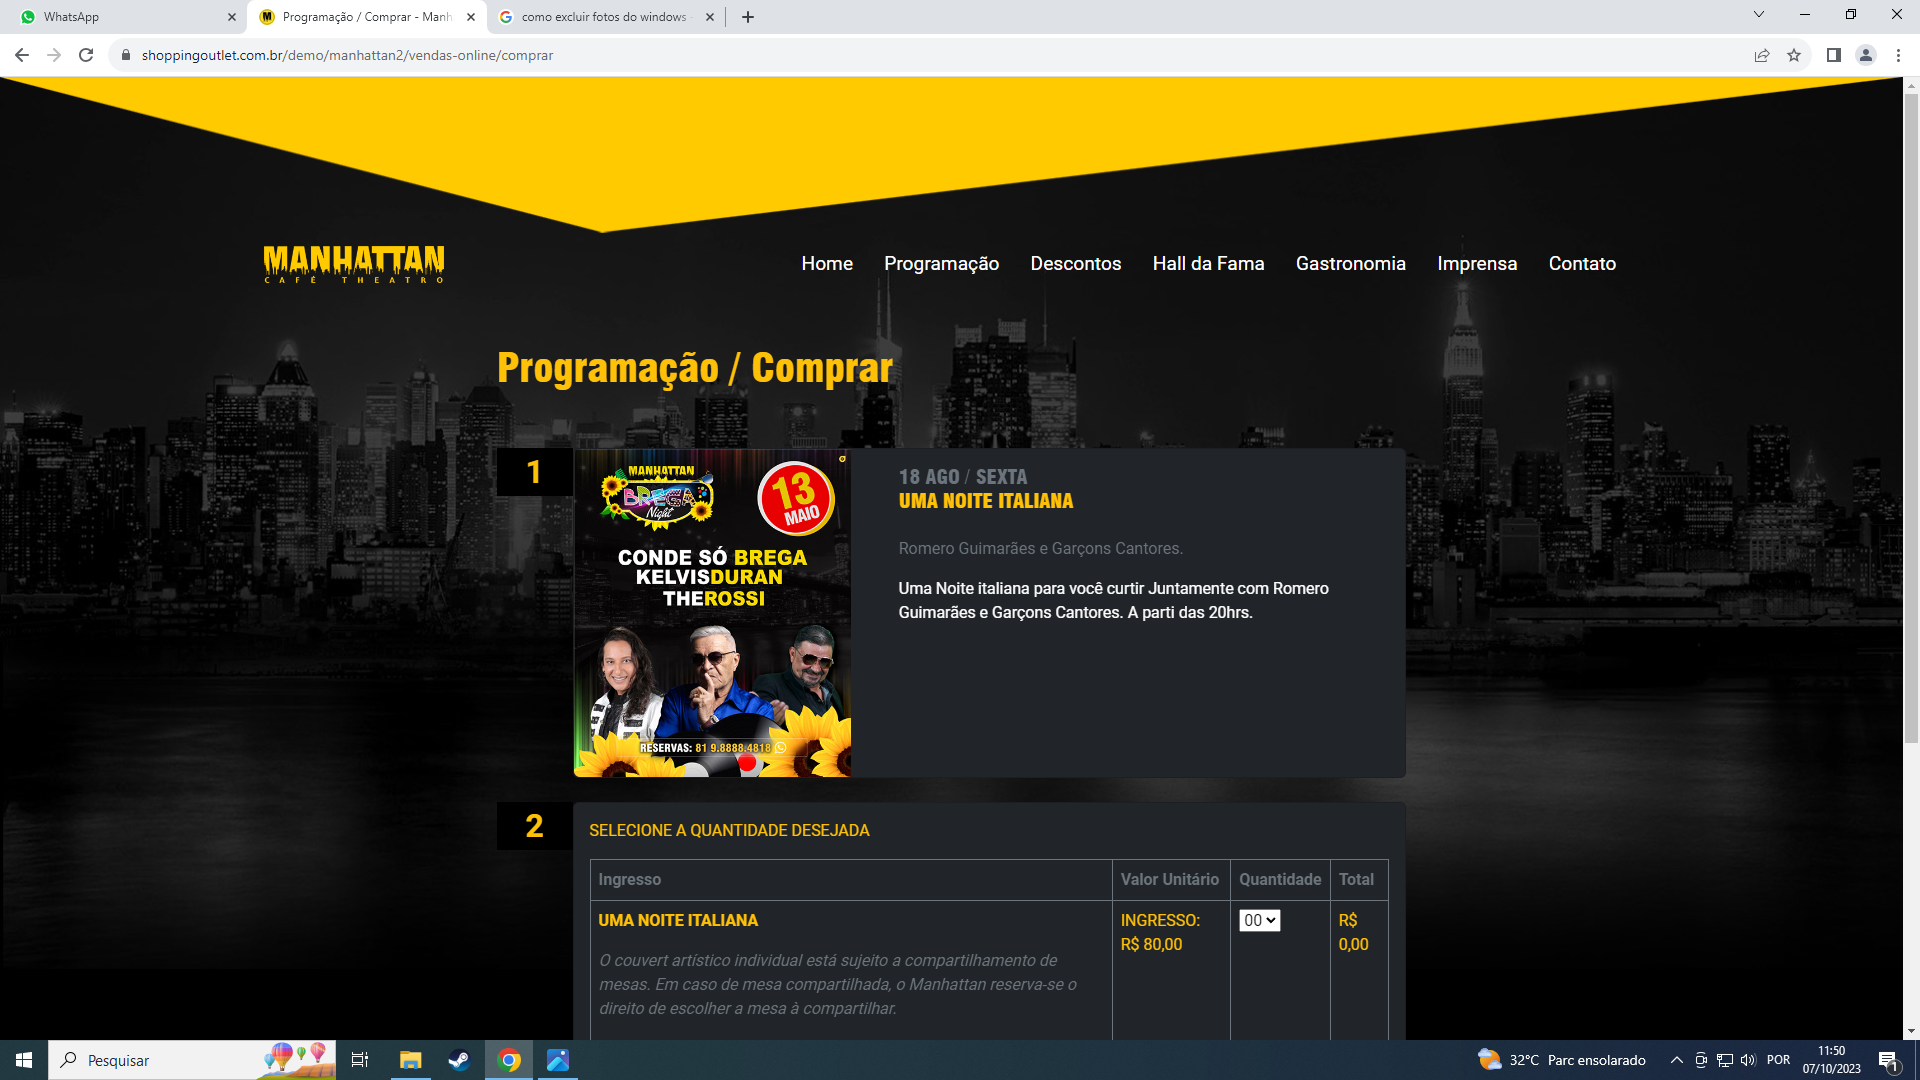 WhatsApp
Programação / Comprar - Manh
como excluir fotos do windows
shoppingoutlet.com.br/demo/manhattan2/vendas-online/comprar
MANHATTAN
CAFÉ THEATRO
Home Programação Descontos Hall da Fama Gastronomia Imprensa Contato
Programação / Comprar
1
MANHATTAN
BREGA
Night
13
MAIO
CONDE SÓ BREGA
KELVISDURAN
THEROSSI
RESERVAS: 81 9.8888.4818
18 AGO / SEXTA
UMA NOITE ITALIANA
Romero Guimarães e Garçons Cantores.
Uma Noite italiana para você curtir Juntamente com Romero
Guimarães e Garçons Cantores. A parti das 20hrs.
2
SELECIONE A QUANTIDADE DESEJADA
Ingresso Valor Unitário Quantidade Total
UMA NOITE ITALIANA INGRESSO: 00 R$
R$ 80,00 0,00
O couvert artístico individual está sujeito a compartilhamento de
mesas. Em caso de mesa compartilhada, o Manhattan reserva-se o
direito de escolher a mesa à compartilhar.
Pesquisar
32°C Parc ensolarado
POR
11:50
07/10/2023
1